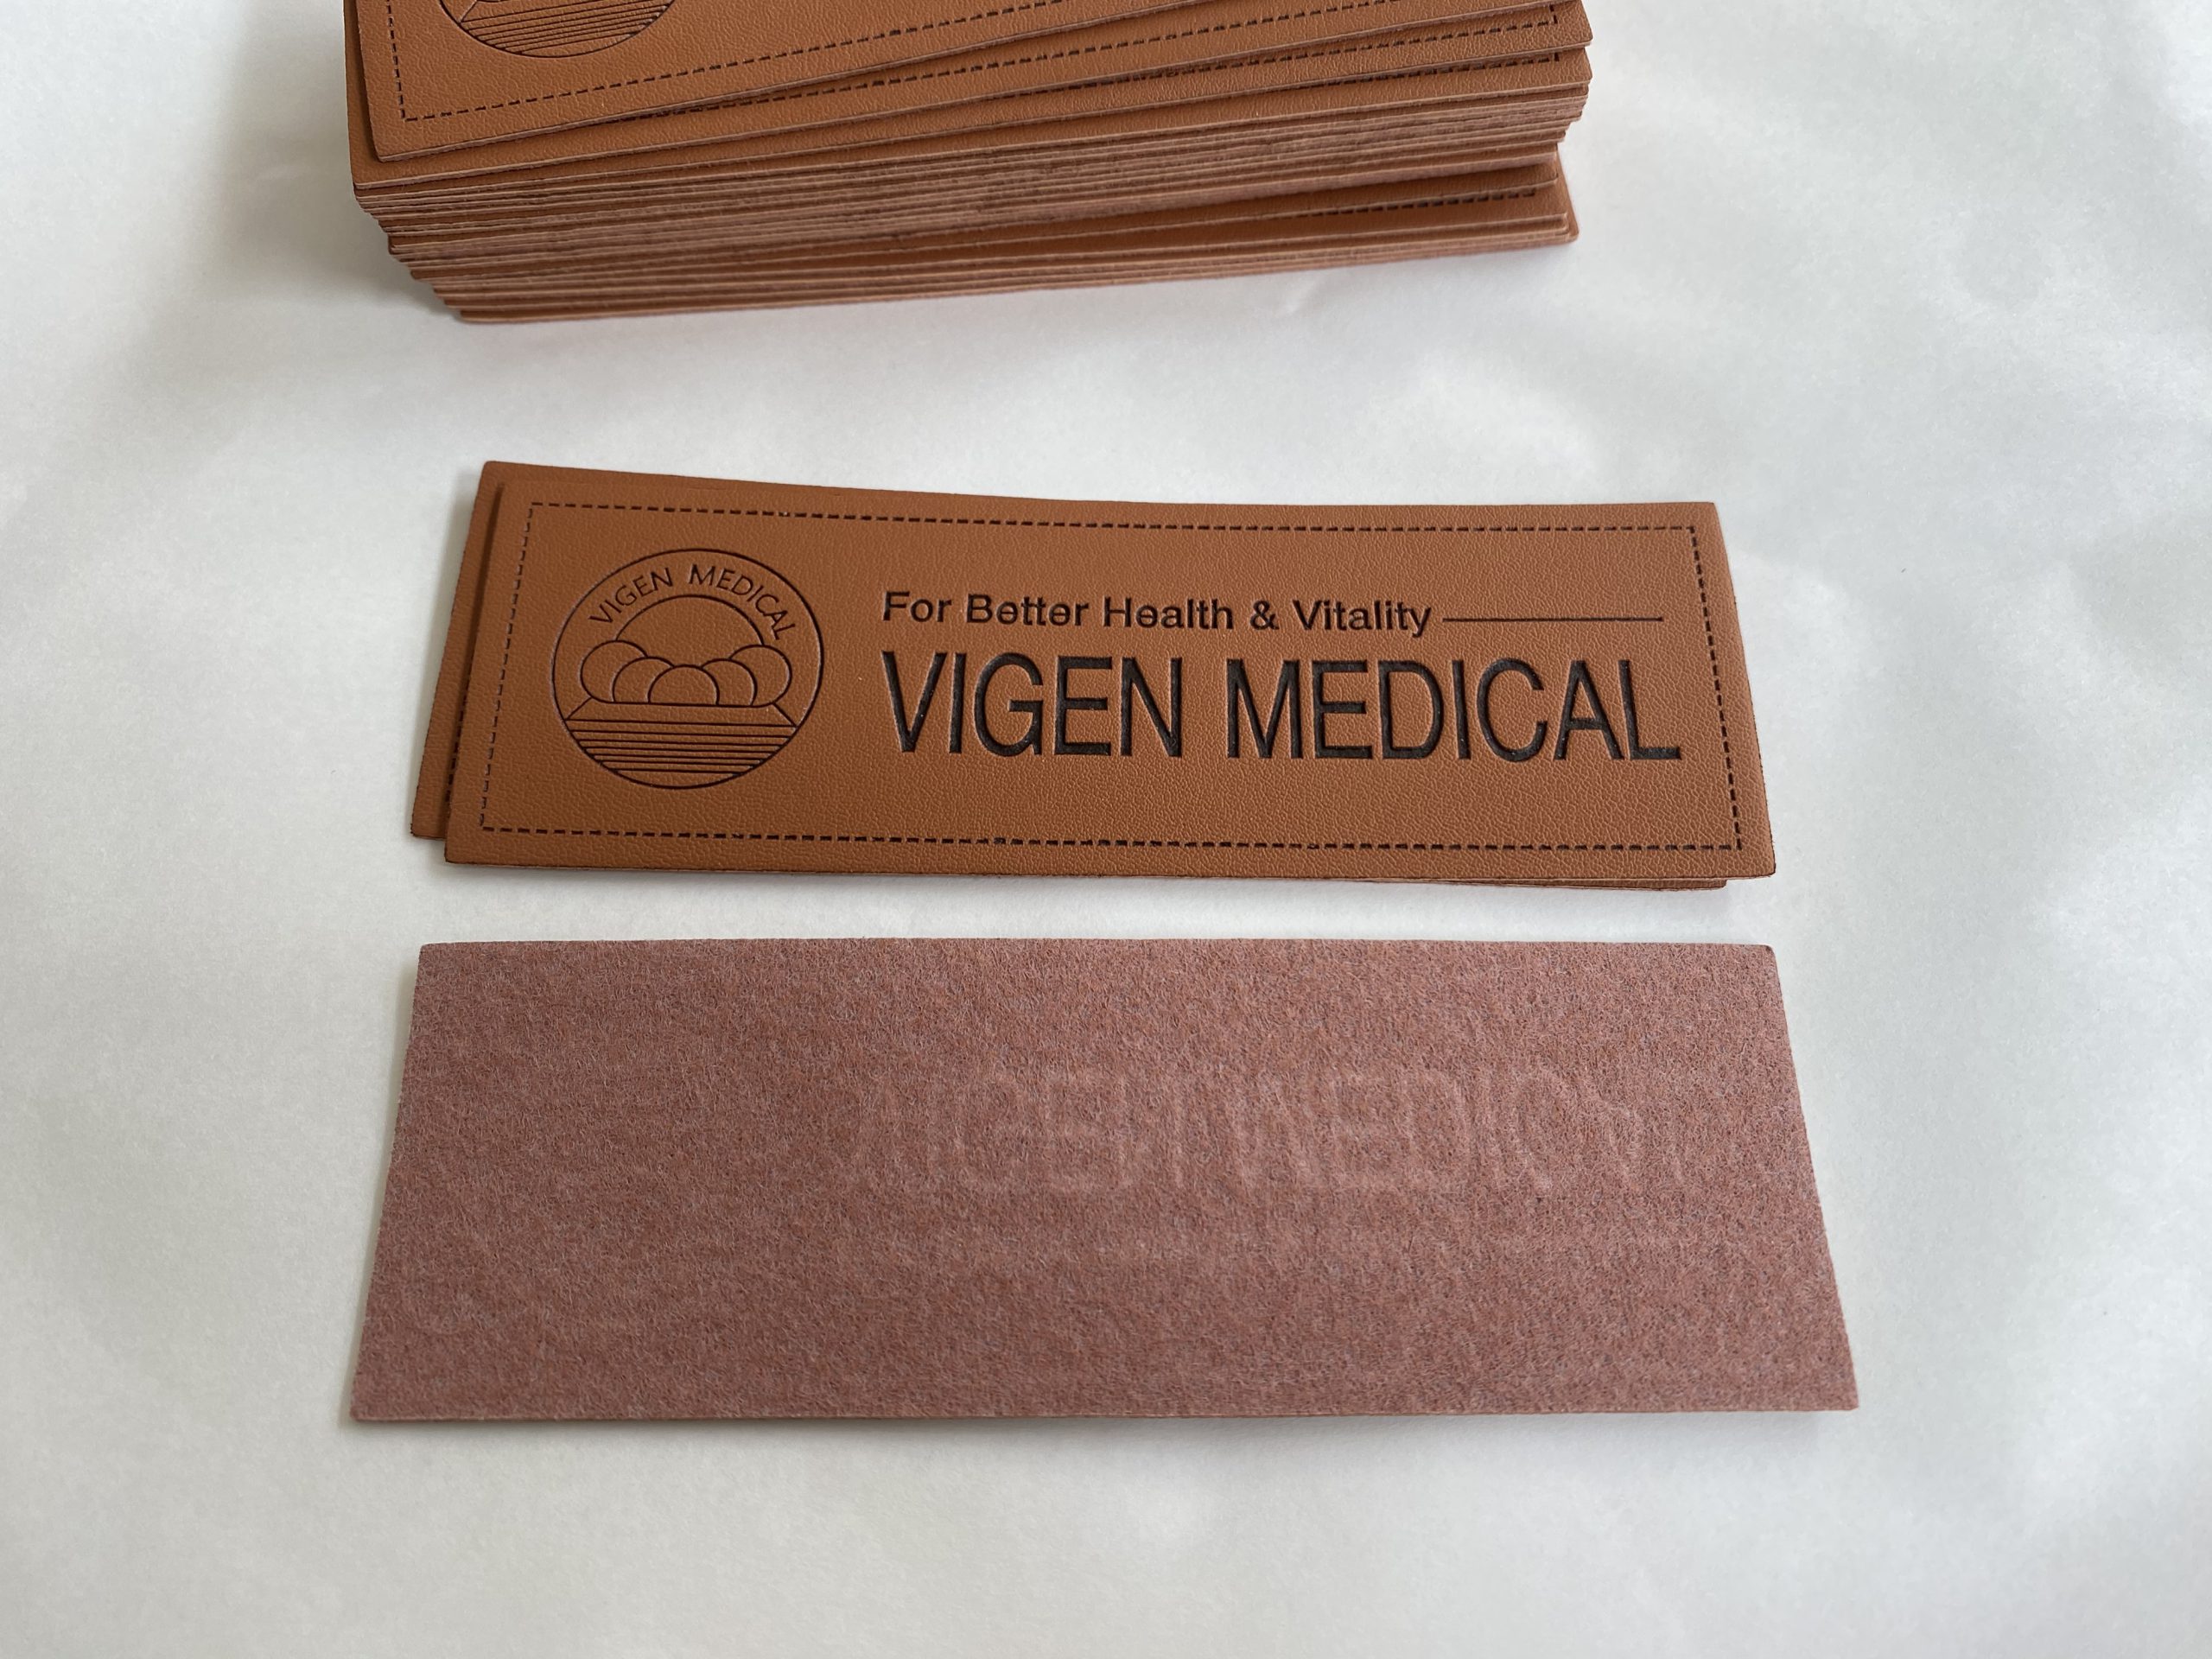 VIGEN MEDICAL
For Better Health & Vitality
VIGEN MEDICAL